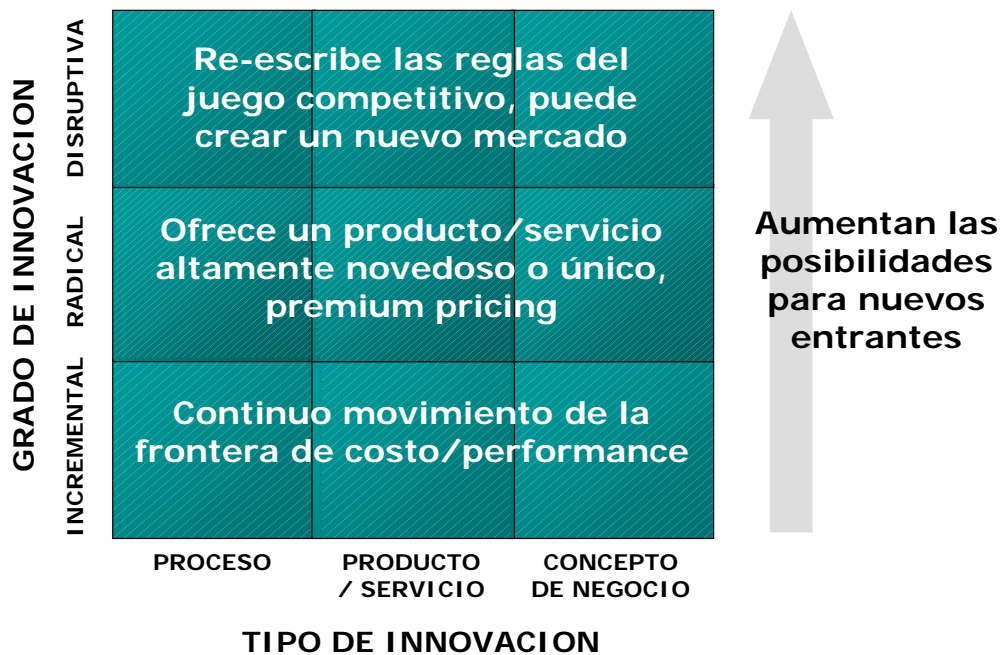 GRADO DE INNOVACION
DISRUPTIVA
Re-escribe las reglas del
juego competitivo, puede
crear un nuevo mercado
RADICAL
Ofrece un producto/servicio
altamente novedoso o único,
premium pricing
INCREMENTAL
Continuo movimiento de la
frontera de costo/performance
Aumentan las
posibilidades
para nuevos
entrantes
PROCESO
PRODUCTO
/ SERVICIO
CONCEPTO
DE NEGOCIO
TIPO DE INNOVACION